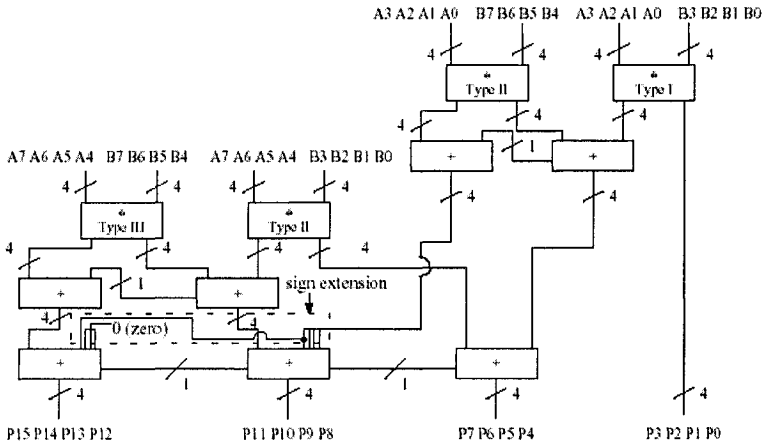 A3 A2 A1 A0 B7 B6 B5 B4 A3 A2 A1 A0 B3 B2 B1 B0
4 4 4 4
* *
Type II Type I
4 4 4 4
+ 1 +
A7 A6 A5 A4 B7 B6 B5 B4 A7 A6 A5 A4 B3 B2 B1 B0
4 4 4 4 4 4
* *
Type III Type II
4 4 4 4
+ 1 + sign extension
4 0 (zero) 4
+ + +
1 1
4 4 4 4
P15 P14 P13 P12 P11 P10 P9 P8 P7 P6 P5 P4 P3 P2 P1 P0